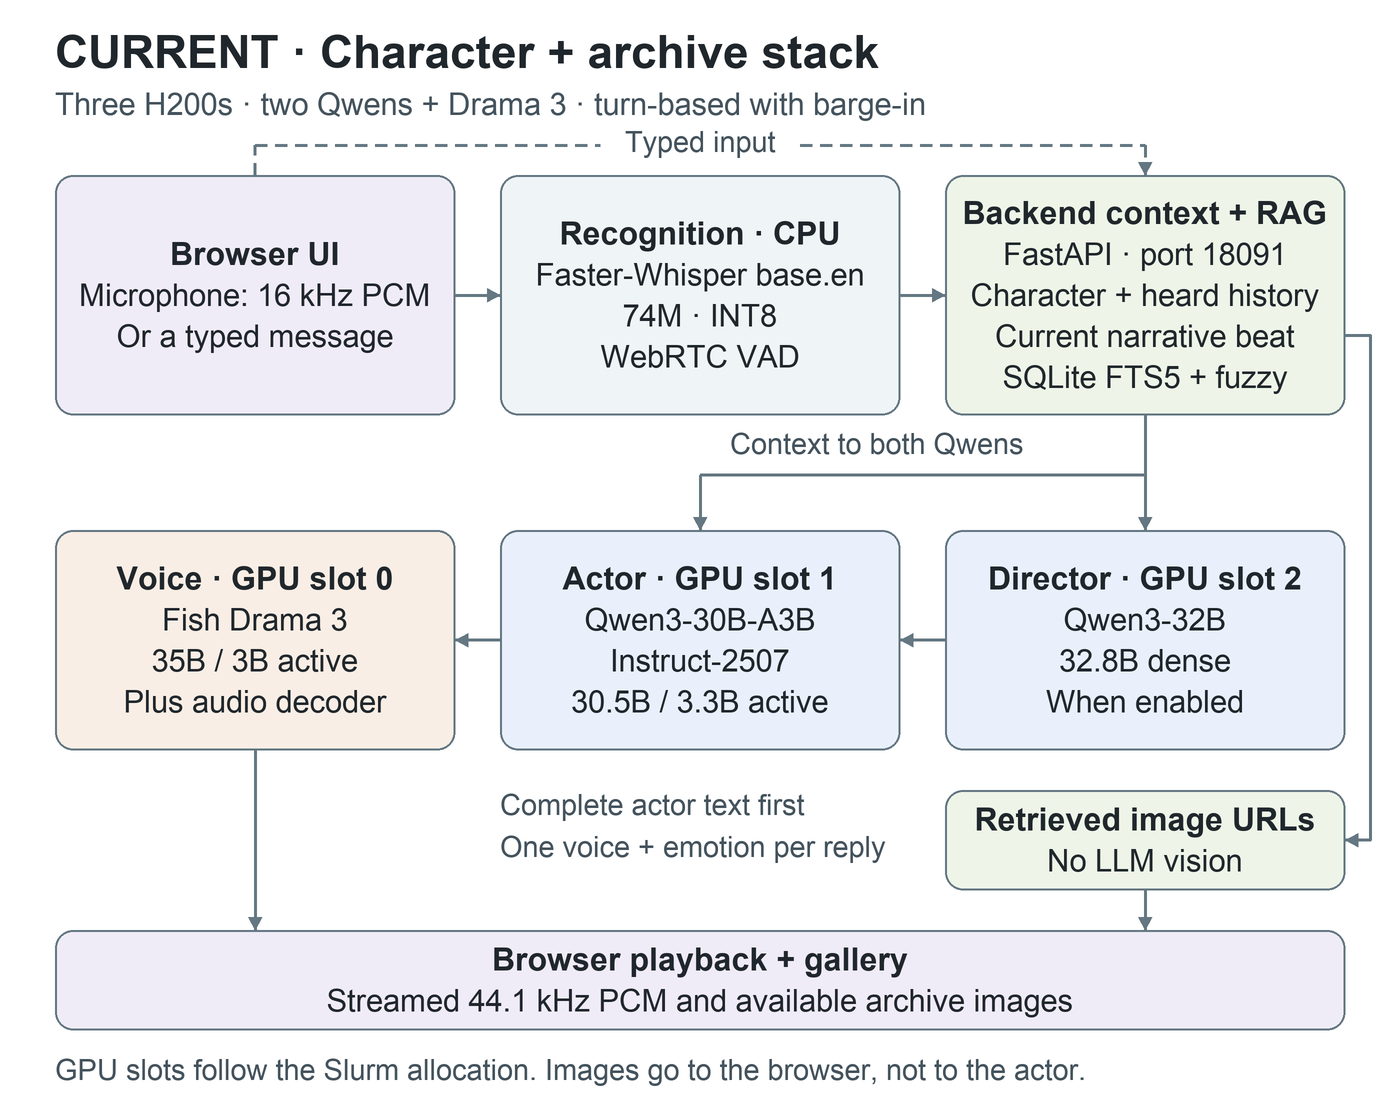 CURRENT · Character + archive stack
Three H200s · two Qwens + Drama 3 · turn-based with barge-in
Typed input
Browser UI
Microphone: 16 kHz PCM
Or a typed message
Recognition · CPU
Faster-Whisper base.en
74M · INT8
WebRTC VAD
Backend context + RAG
FastAPI · port 18091
Character + heard history
Current narrative beat
SQLite FTS5 + fuzzy
Context to both Qwens
Voice · GPU slot 0
Fish Drama 3
35B / 3B active
Plus audio decoder
Actor · GPU slot 1
Qwen3-30B-A3B
Instruct-2507
30.5B / 3.3B active
Director · GPU slot 2
Qwen3-32B
32.8B dense
When enabled
Complete actor text first
One voice + emotion per reply
Retrieved image URLs
No LLM vision
Browser playback + gallery
Streamed 44.1 kHz PCM and available archive images
GPU slots follow the Slurm allocation. Images go to the browser, not to the actor.